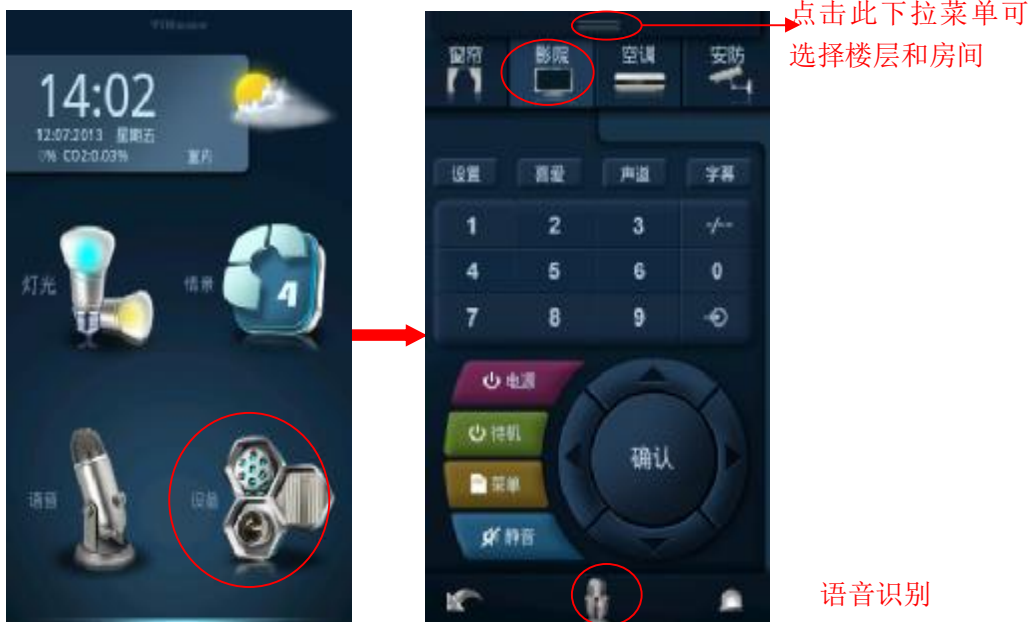 14:02
12.07.2013 星期五
0% CO2:0.03% 室内
灯光
情景
语音
设备
窗帘 影院 空调 安防
设置 喜爱 声道 字幕
1 2 3 -/--
4 5 6 0
7 8 9
电源
待机
菜单
静音
确认
点击此下拉菜单可
选择楼层和房间
语音识别